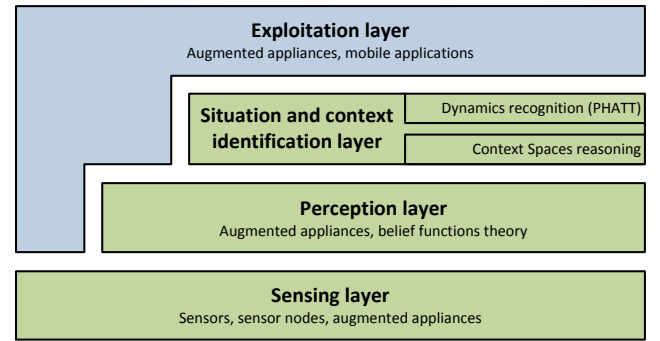 Exploitation layer
Augmented appliances, mobile applications
Situation and context
identification layer
Dynamics recognition (PHATT)
Context Spaces reasoning
Perception layer
Augmented appliances, belief functions theory
Sensing layer
Sensors, sensor nodes, augmented appliances